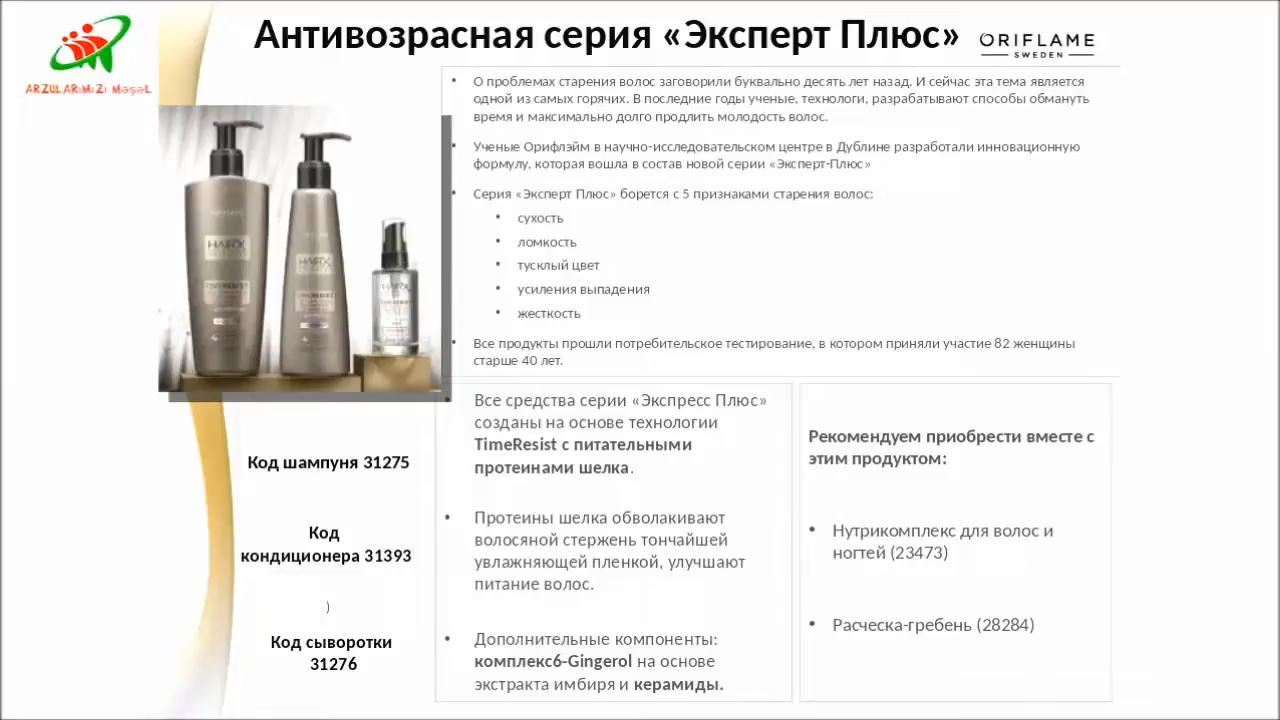 Антивозрасная серия «Эксперт Плюс»
ORIFLAME
SWEDEN
ARZULARıMıZı MəşəL
• О проблемах старения волос заговорили буквально десять лет назад. И сейчас эта тема является
одной из самых горячих. В последние годы ученые, технологи, разрабатывают способы обмануть
время и максимально долго продлить молодость волос.
• Ученые Орифлэйм в научно-исследовательском центре в Дублине разработали инновационную
формулу, которая вошла в состав новой серии «Эксперт-Плюс»
• Серия «Эксперт Плюс» борется с 5 признаками старения волос:
• сухость
• ломкость
• тусклый цвет
• усиления выпадения
• жесткость
• Все продукты прошли потребительское тестирование, в котором приняли участие 82 женщины
старше 40 лет.
HAIRX
HAIRX
HAIRX
Код шампуня 31275
Код
кондиционера 31393
)
Код сыворотки
31276
• Все средства серии «Экспресс Плюс»
созданы на основе технологии
TimeResist с питательными
протеинами шелка.
• Протеины шелка обволакивают
волосяной стержень тончайшей
увлажняющей пленкой, улучшают
питание волос.
• Дополнительные компоненты:
комплекс6-Gingerol на основе
экстракта имбиря и керамиды.
Рекомендуем приобрести вместе с
этим продуктом:
• Нутрикомплекс для волос и
ногтей (23473)
• Расческа-гребень (28284)